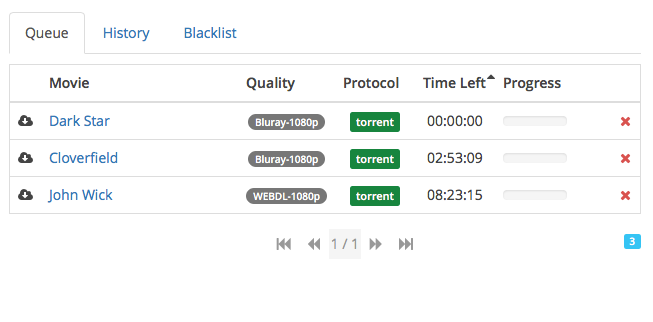 Queue History Blacklist
Movie Quality Protocol Time Left Progress
Dark Star Bluray-1080p torrent 00:00:00
Cloverfield Bluray-1080p torrent 02:53:09
John Wick WEBDL-1080p torrent 08:23:15
1 / 1 3